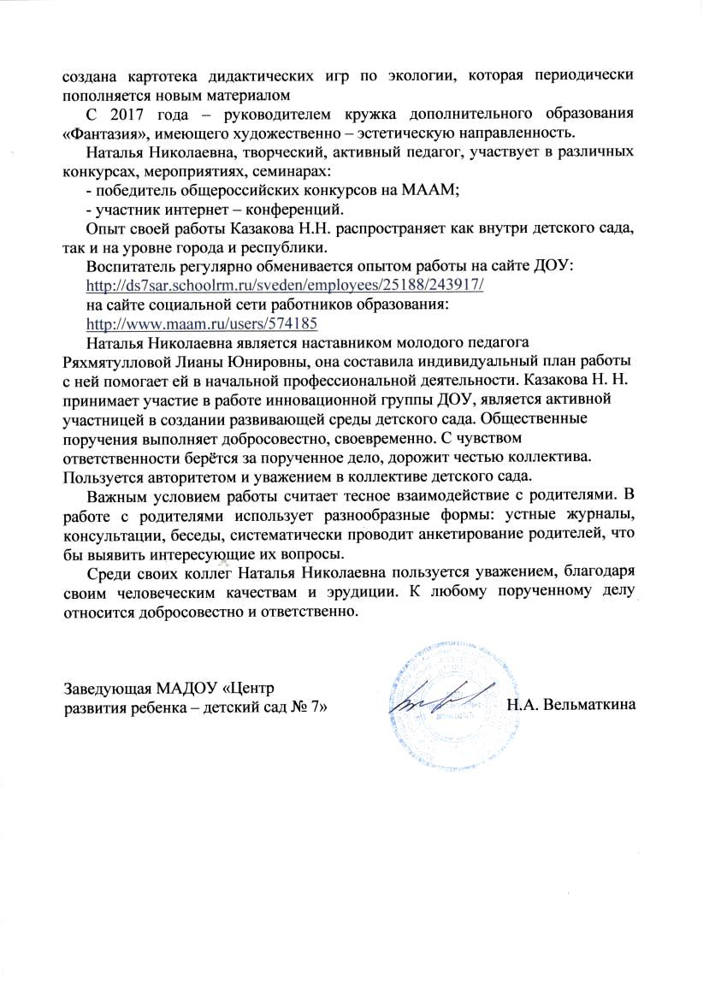 создана картотека дидактических игр по экологии, которая периодически
пополняется новым материалом
С 2017 года – руководителем кружка дополнительного образования
«Фантазия», имеющего художественно – эстетическую направленность.
Наталья Николаевна, творческий, активный педагог, участвует в различных
конкурсах, мероприятиях, семинарах:
- победитель общероссийских конкурсов на МААМ;
- участник интернет – конференций.
Опыт своей работы Казакова Н.Н. распространяет как внутри детского сада,
так и на уровне города и республики.
Воспитатель регулярно обменивается опытом работы на сайте ДОУ:
http://ds7sar.schoolrm.ru/sveden/employees/25188/243917/
на сайте социальной сети работников образования:
http://www.maam.ru/users/574185
Наталья Николаевна является наставником молодого педагога
Ряхмятулловой Лианы Юнировны, она составила индивидуальный план работы
с ней помогает ей в начальной профессиональной деятельности. Казакова Н. Н.
принимает участие в работе инновационной группы ДОУ, является активной
участницей в создании развивающей среды детского сада. Общественные
поручения выполняет добросовестно, своевременно. С чувством
ответственности берётся за порученное дело, дорожит честью коллектива.
Пользуется авторитетом и уважением в коллективе детского сада.
Важным условием работы считает тесное взаимодействие с родителями. В
работе с родителями использует разнообразные формы: устные журналы,
консультации, беседы, систематически проводит анкетирование родителей, что
бы выявить интересующие их вопросы.
Среди своих коллег Наталья Николаевна пользуется уважением, благодаря
своим человеческим качествам и эрудиции. К любому порученному делу
относится добросовестно и ответственно.
Заведующая МАДОУ «Центр
развития ребенка – детский сад № 7»
Н.А. Вельматкина